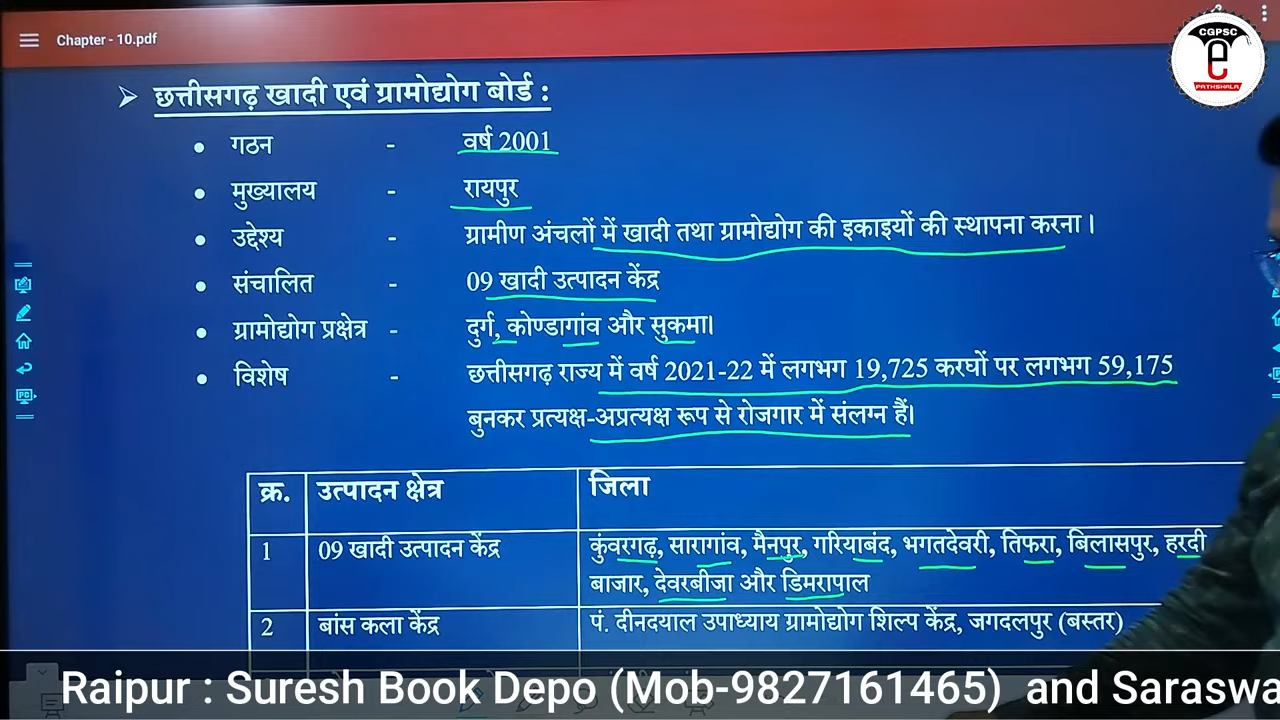 Chapter - 10.pdf
CGPSC
e
PATHSHALA
➢ छत्तीसगढ़ खादी एवं ग्रामोद्योग बोर्ड :
• गठन - वर्ष 2001
• मुख्यालय - रायपुर
• उद्देश्य - ग्रामीण अंचलों में खादी तथा ग्रामोद्योग की इकाइयों की स्थापना करना।
• संचालित - 09 खादी उत्पादन केंद्र
• ग्रामोद्योग प्रक्षेत्र - दुर्ग, कोण्डागांव और सुकमा।
• विशेष - छत्तीसगढ़ राज्य में वर्ष 2021-22 में लगभग 19,725 करघों पर लगभग 59,175
बुनकर प्रत्यक्ष-अप्रत्यक्ष रूप से रोजगार में संलग्न हैं।
क्र. उत्पादन क्षेत्र जिला
1 09 खादी उत्पादन केंद्र कुंवरगढ़, सारागांव, मैनपुर, गरियाबंद, भगतदेवरी, तिफरा, बिलासपुर, हरदी
बाजार, देवरबीजा और डिमरापाल
2 बांस कला केंद्र पं. दीनदयाल उपाध्याय ग्रामोद्योग शिल्प केंद्र, जगदलपुर (बस्तर)
Raipur : Suresh Book Depo (Mob-9827161465) and Saraswa